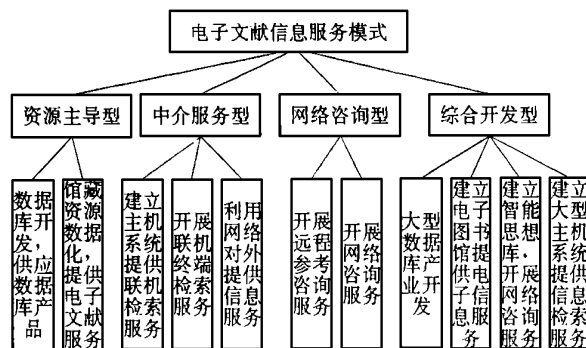 电子文献信息服务模式
资源主导型
中介服务型
网络咨询型
综合开发型
数据库开发，供应数据库产品
馆藏资源数据化，提供电子文献服务
建立主机系统提供联机检索服务
开展联机终端检索服务
利用网络对外提供信息服务
开展远程参考咨询服务
开展网络咨询服务
大型数据库产业开发
建立电子图书馆提供电子信息服务
建立智能思想库，开展网络咨询服务
建立大型主机系统提供信息检索服务